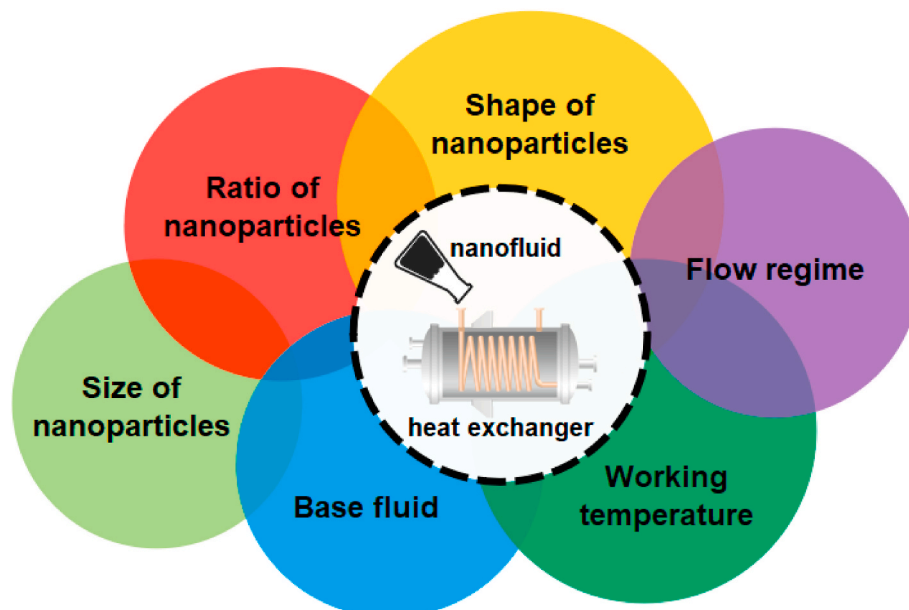 Shape of
nanoparticles
Ratio of
nanoparticles
nanofluid
Flow regime
Size of
nanoparticles
heat exchanger
Base fluid
Working
temperature